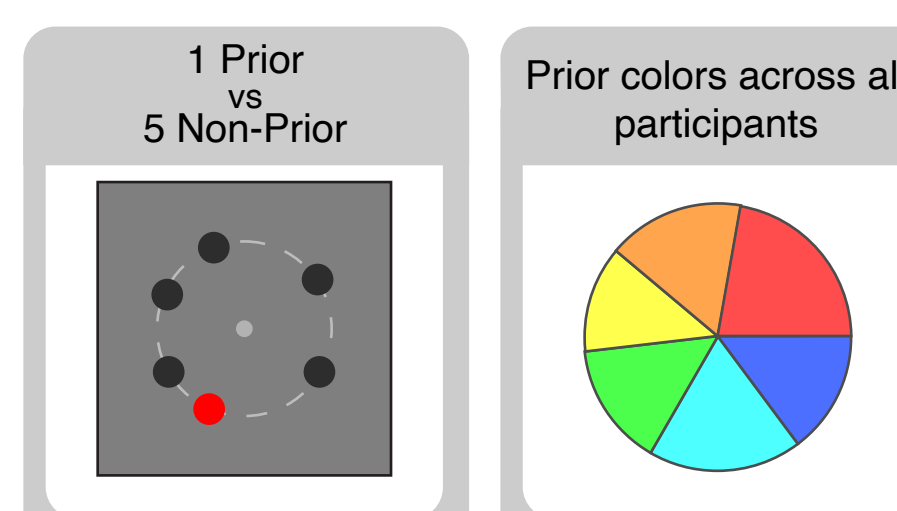 1 Prior
vs
5 Non-Prior
Prior colors across al
participants